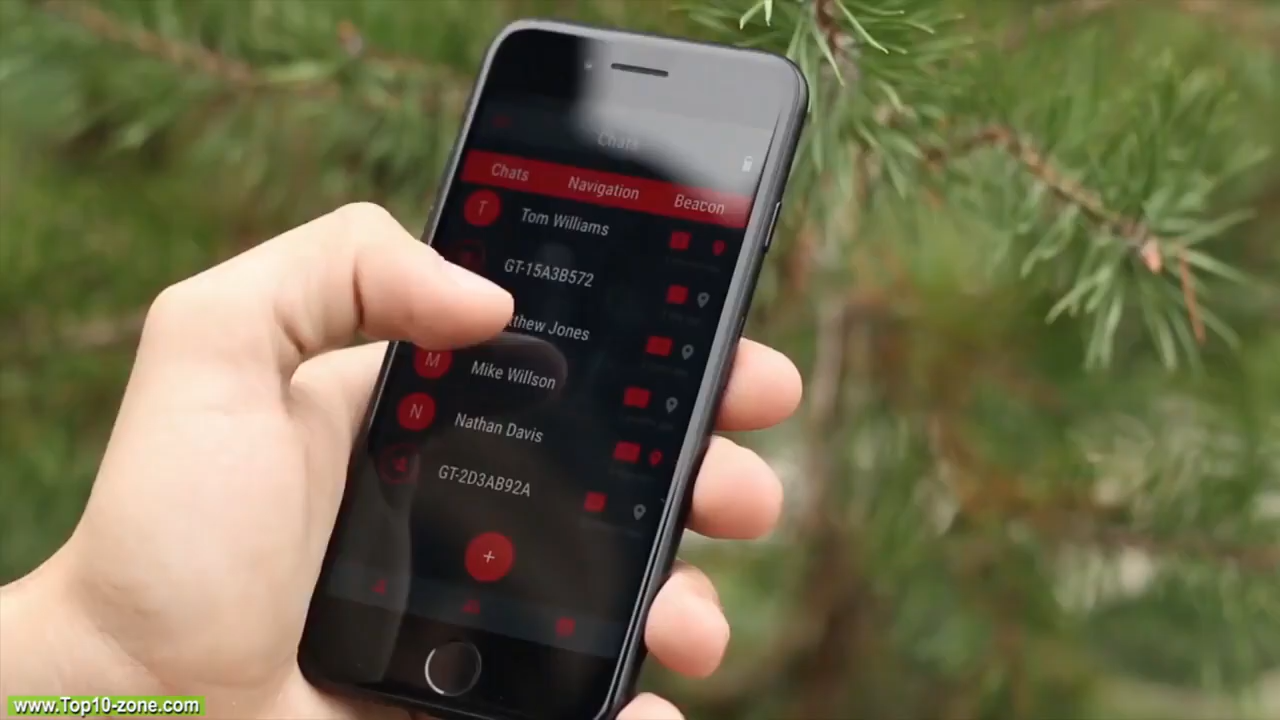 Chats
Chats Navigation Beacon
T Tom Williams
GT-15A3B572
tthew Jones
M Mike Willson
N Nathan Davis
GT-2D3AB92A
+
www.Top10-zone.com